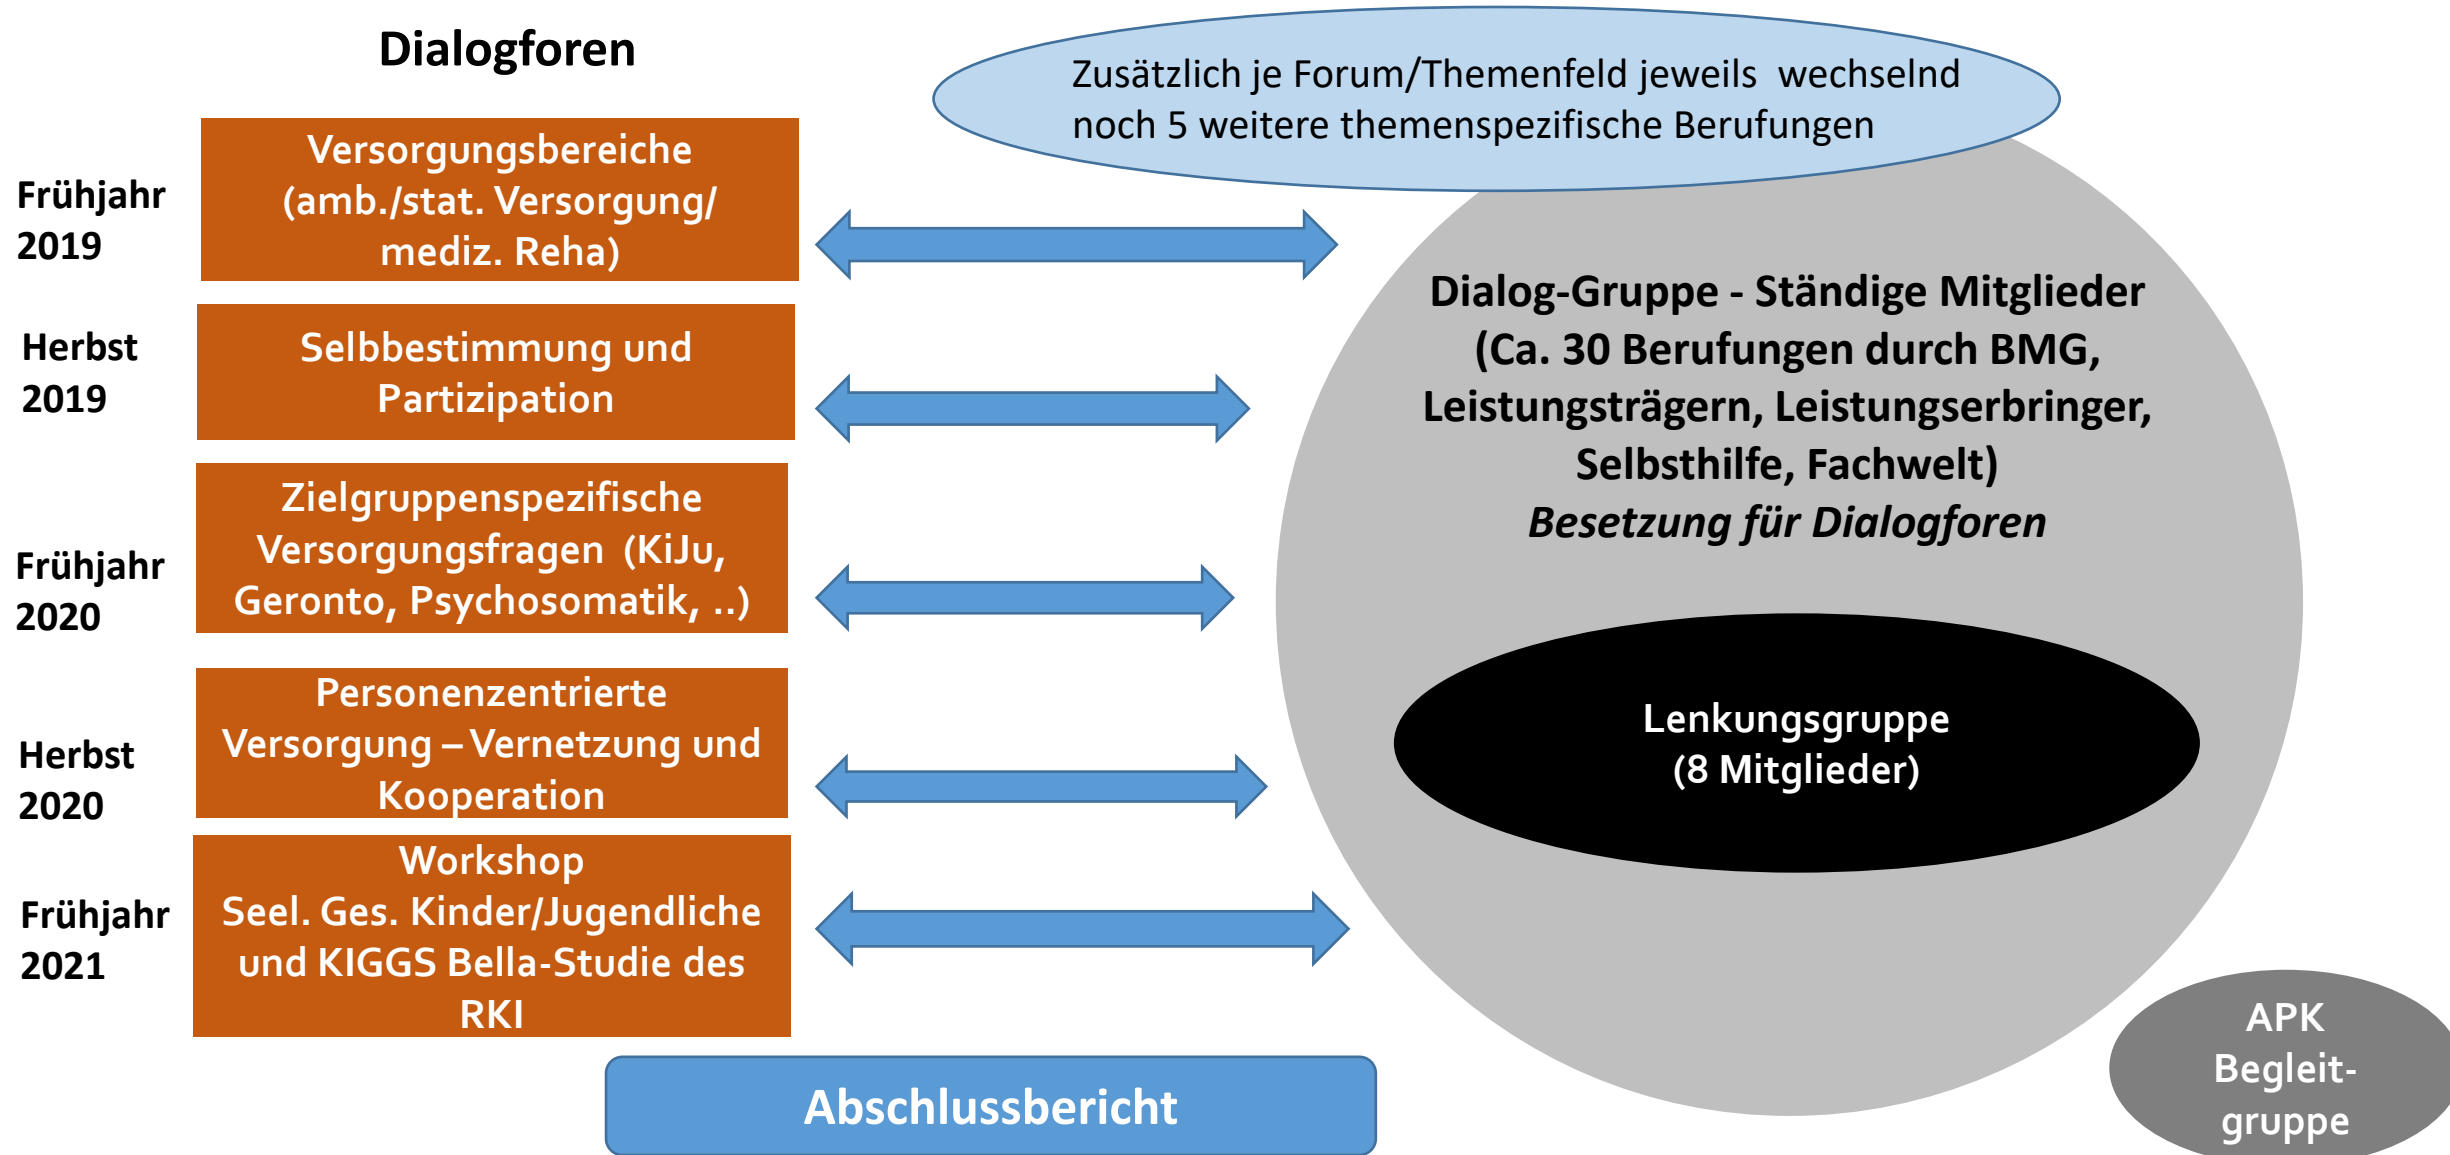 Dialogforen
Zusätzlich je Forum/Themenfeld jeweils wechselnd
noch 5 weitere themenspezifische Berufungen
Frühjahr
2019
Versorgungsbereiche
(amb./stat. Versorgung/
mediz. Reha)
Herbst
2019
Selbbestimmung und
Partizipation
Frühjahr
2020
Zielgruppenspezifische
Versorgungsfragen (KiJu,
Geronto, Psychosomatik, ..)
Herbst
2020
Personenzentrierte
Versorgung – Vernetzung und
Kooperation
Frühjahr
2021
Workshop
Seel. Ges. Kinder/Jugendliche
und KIGGS Bella-Studie des
RKI
Dialog-Gruppe - Ständige Mitglieder
(Ca. 30 Berufungen durch BMG,
Leistungsträgern, Leistungserbringer,
Selbsthilfe, Fachwelt)
Besetzung für Dialogforen
Lenkungsgruppe
(8 Mitglieder)
APK
Begleit-
gruppe
Abschlussbericht